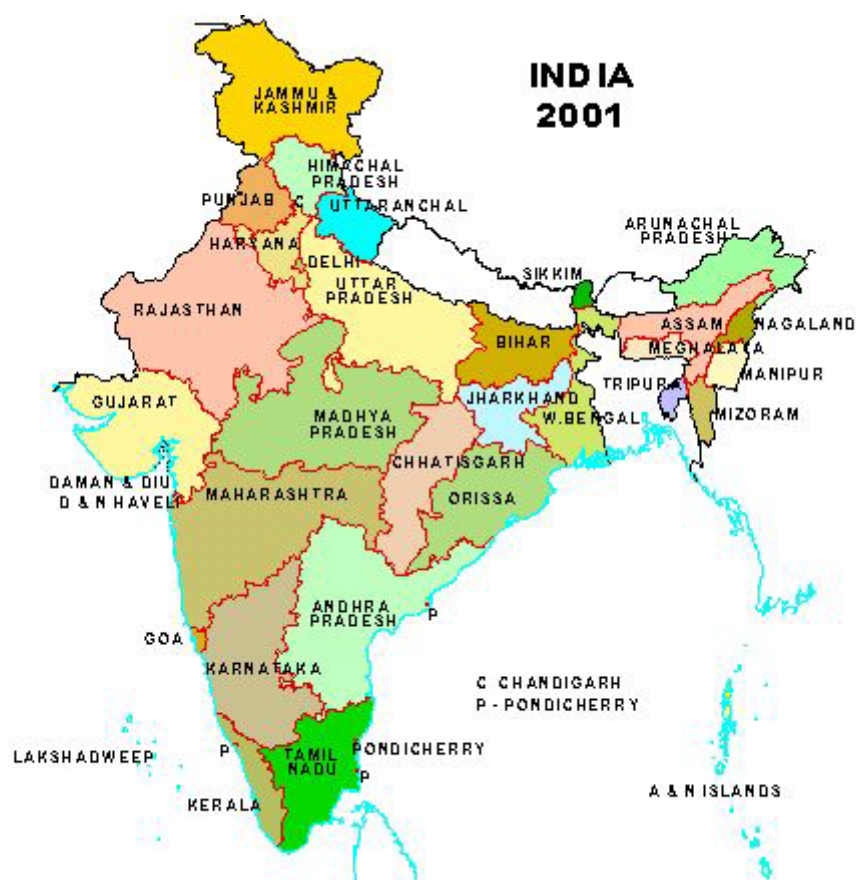 INDIA
2001
JAMMU &
KASHMIR
HIMACHAL
PRADESH
PUNJAB
C
UTTARANCHAL
ARUNACHAL
PRADESH
HARYANA
DELHI
SIKKIM
UTTAR
PRADESH
RAJASTHAN
ASSAM
NAGALAND
BIHAR
MEGHALAYA
MANIPUR
TRIPURA
GUJARAT
JHARKHAND
MADHYA
PRADESH
W.BENGAL
MIZORAM
CHHATISGARH
DAMAN & DIU
D & N HAVELI
MAHARASHTRA
ORISSA
ANDHRA
PRADESH
P
GOA
KARNATAKA
C CHANDIGARH
P - PONDICHERRY
LAKSHADWEEP
P
TAMIL
NADU
PONDICHERRY
P
KERALA
A & N ISLANDS